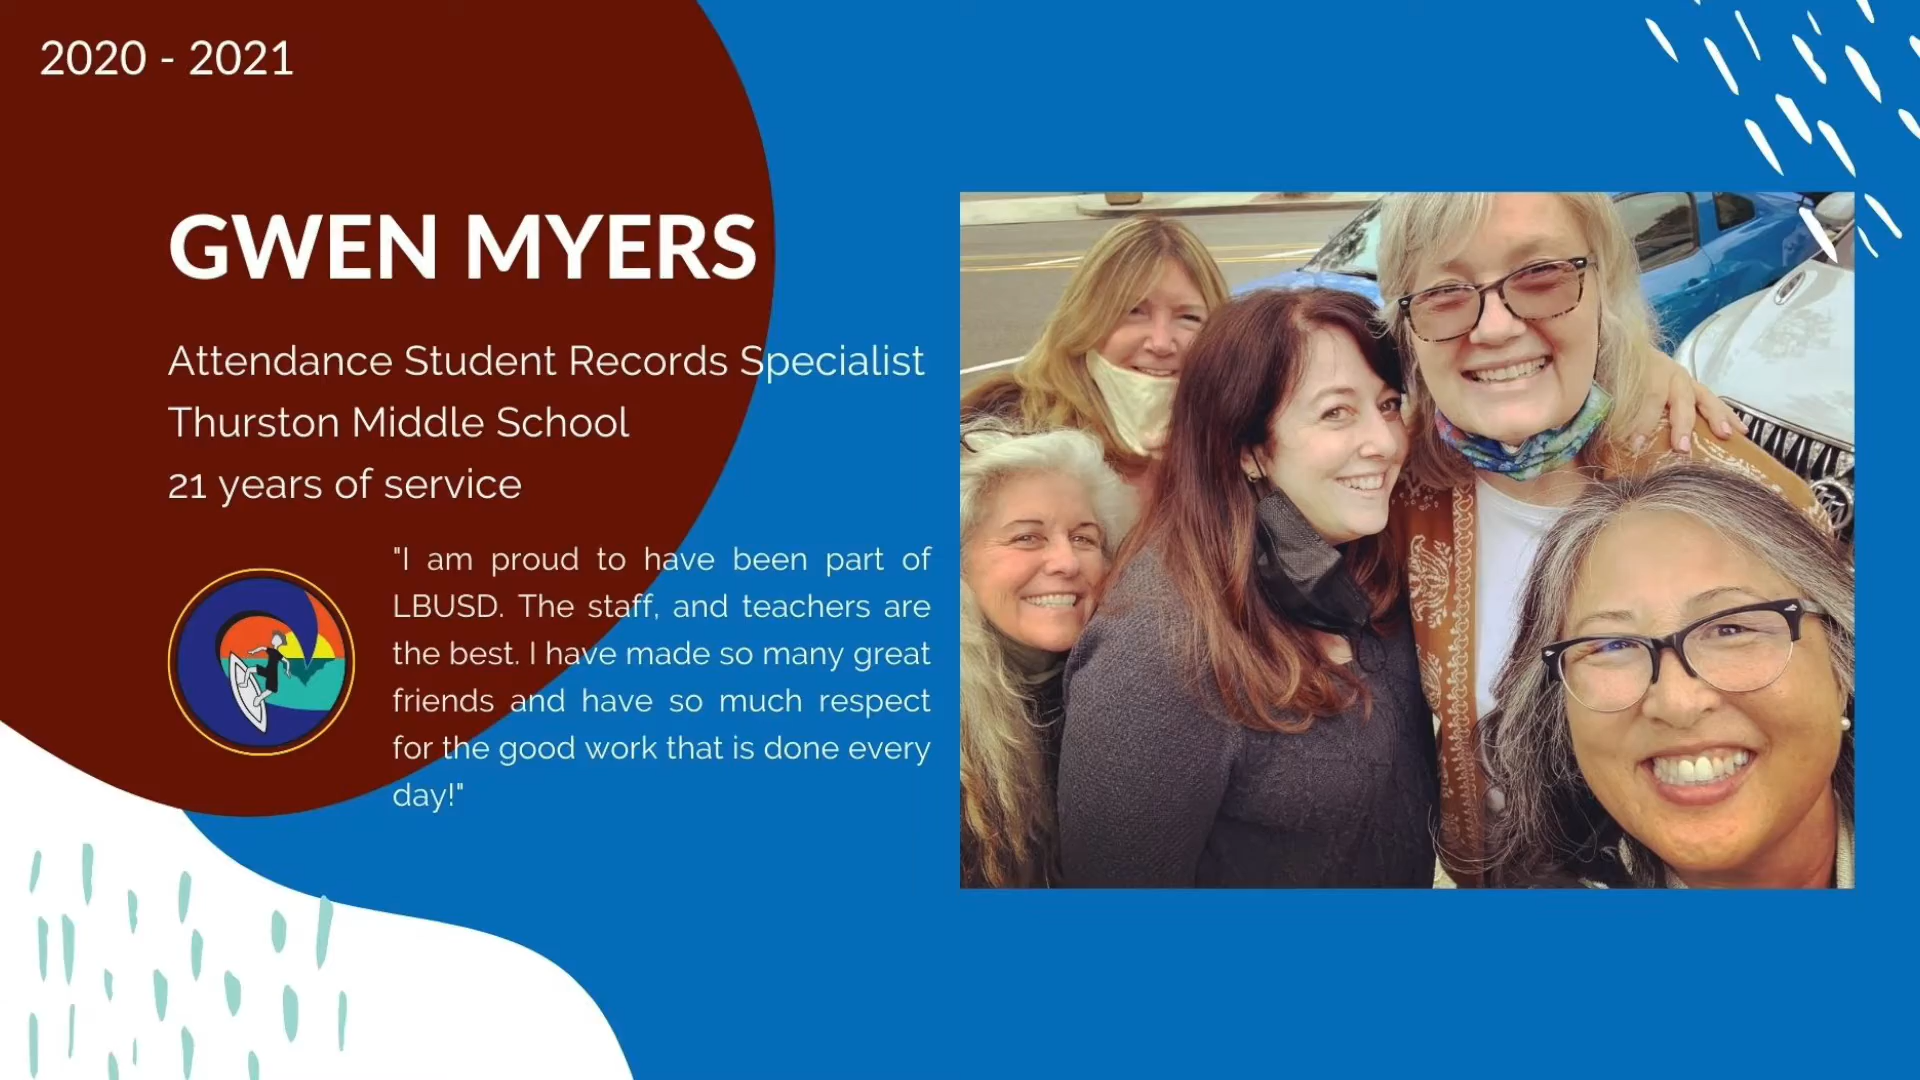 2020 - 2021
GWEN MYERS
Attendance Student Records Specialist
Thurston Middle School
21 years of service
"I am proud to have been part of
LBUSD. The staff, and teachers are
the best. I have made so many great
friends and have so much respect
for the good work that is done every
day!"